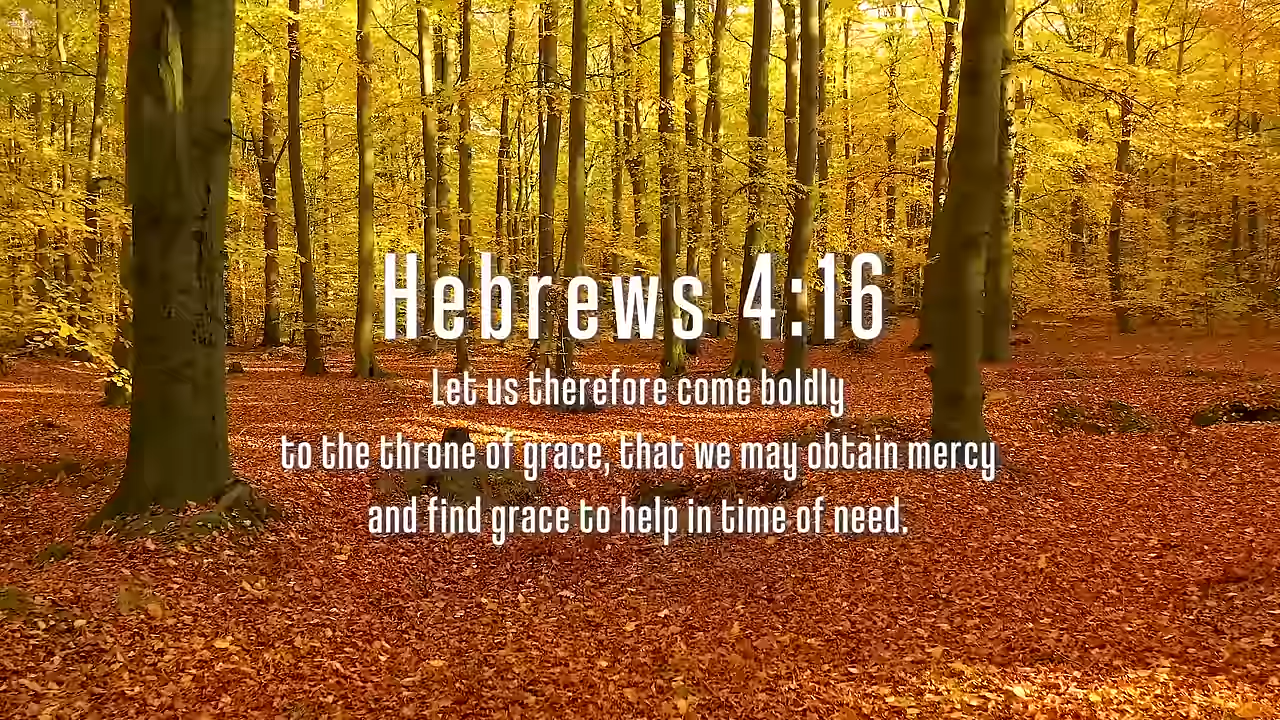 Hebrews 4:16
Let us therefore come boldly
to the throne of grace, that we may obtain mercy
and find grace to help in time of need.